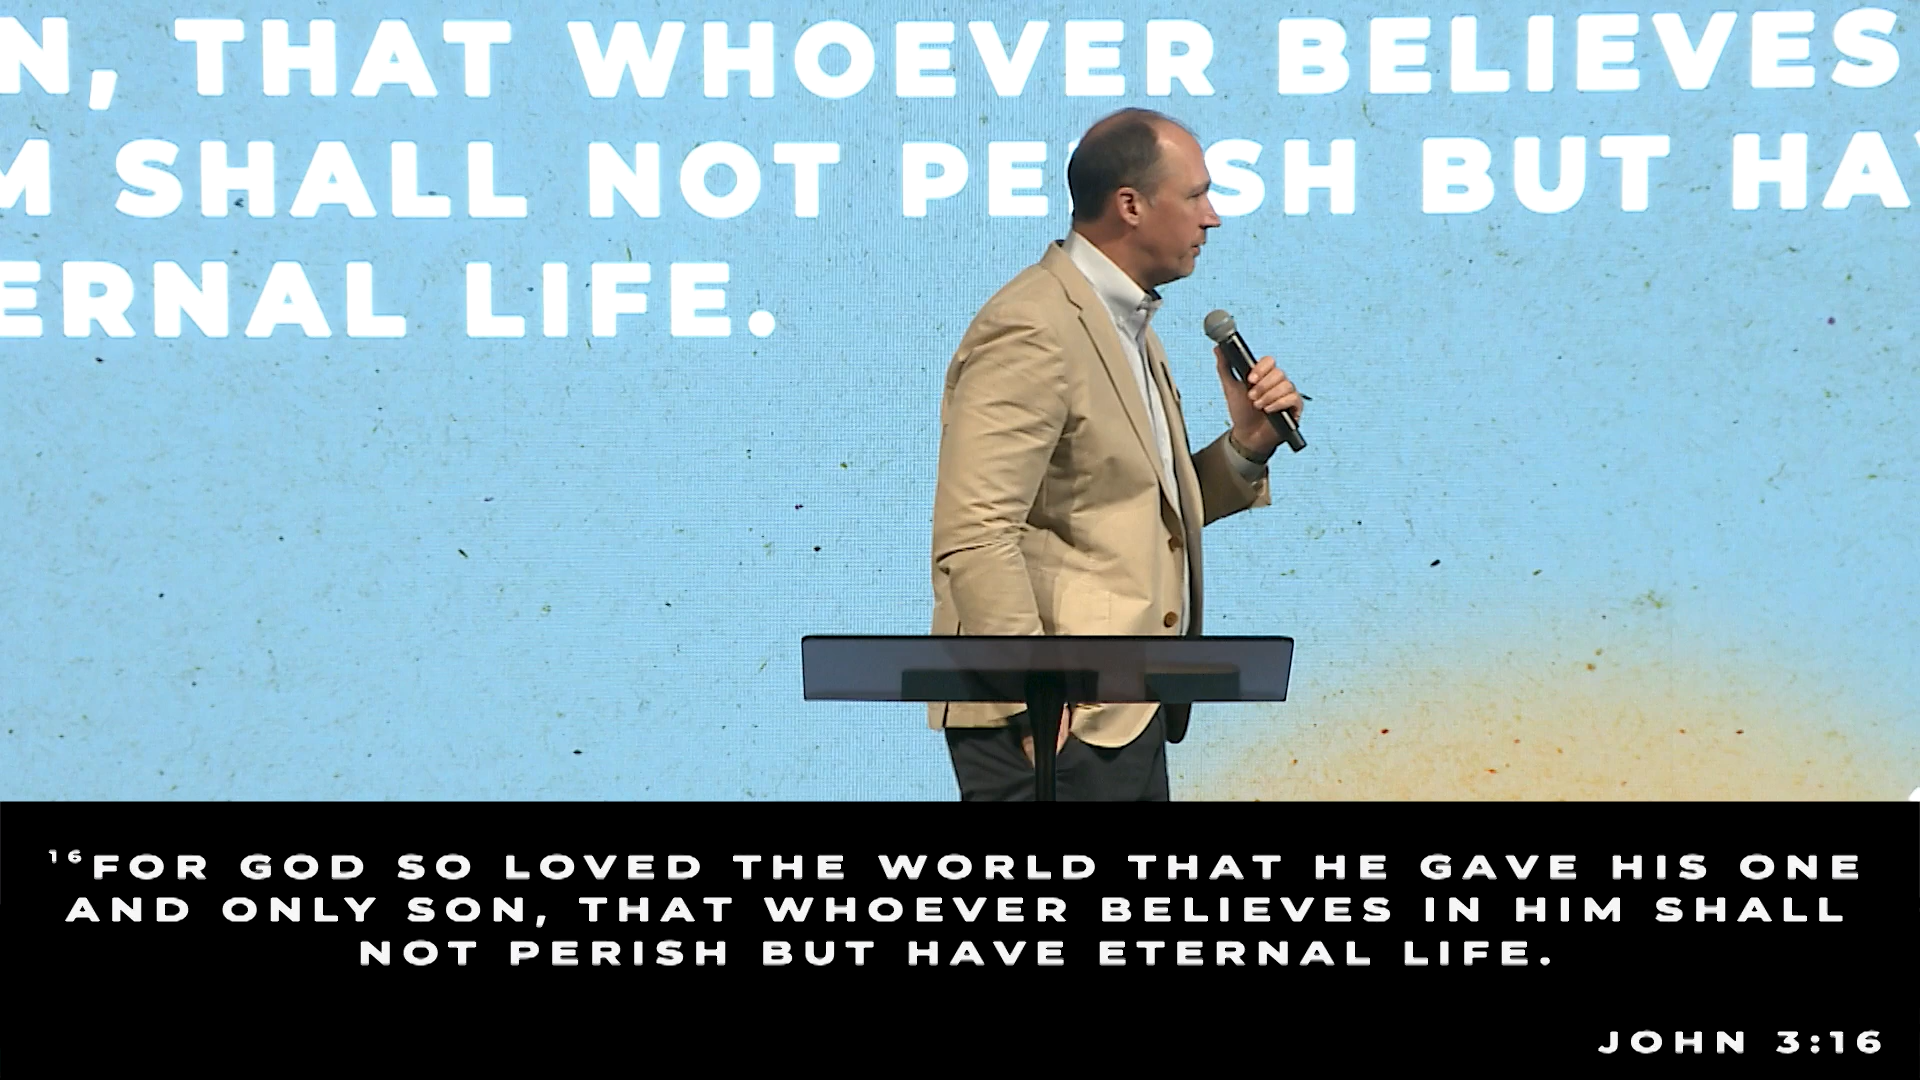 N, THAT WHOEVER BELIEVES
M SHALL NOT PE SH BUT HA
ERNAL LIFE.
¹⁶FOR GOD SO LOVED THE WORLD THAT HE GAVE HIS ONE
AND ONLY SON, THAT WHOEVER BELIEVES IN HIM SHALL
NOT PERISH BUT HAVE ETERNAL LIFE.
JOHN 3:16